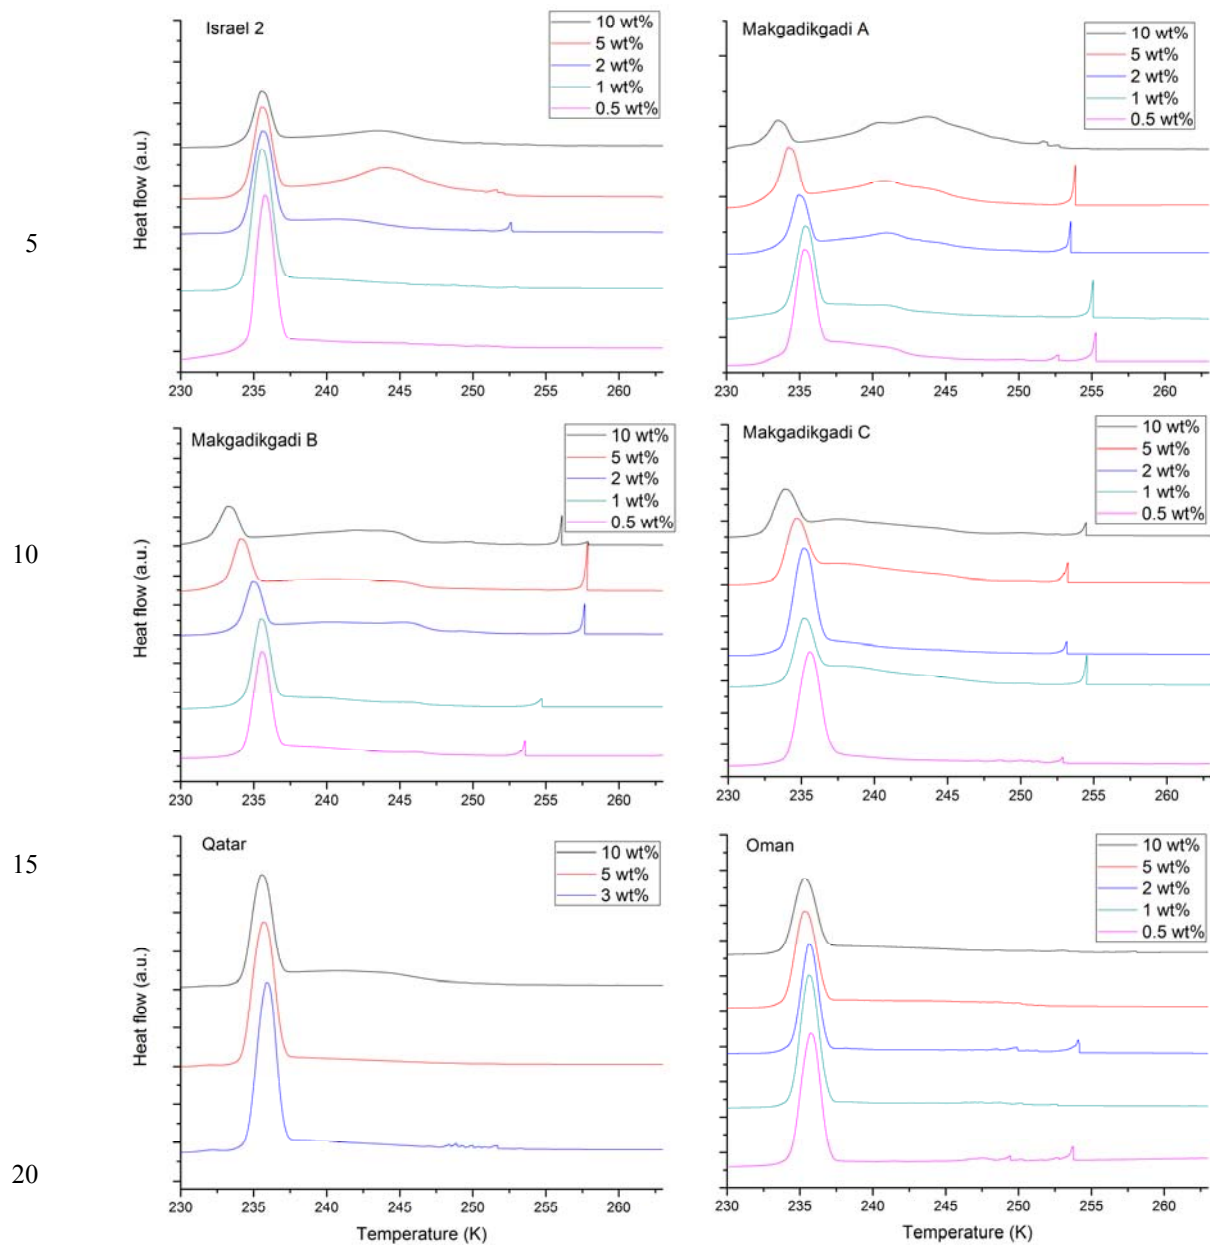 Israel 2
10 wt%
5 wt%
2 wt%
1 wt%
0.5 wt%
Heat flow (a.u.)
230 235 240 245 250 255 260
Makgadikgadi A
10 wt%
5 wt%
2 wt%
1 wt%
0.5 wt%
230 235 240 245 250 255 260
5
Makgadikgadi B
10 wt%
5 wt%
2 wt%
1 wt%
0.5 wt%
Heat flow (a.u.)
230 235 240 245 250 255 260
Makgadikgadi C
10 wt%
5 wt%
2 wt%
1 wt%
0.5 wt%
230 235 240 245 250 255 260
10
Qatar
10 wt%
5 wt%
3 wt%
Heat flow (a.u.)
230 235 240 245 250 255 260
Temperature (K)
Oman
10 wt%
5 wt%
2 wt%
1 wt%
0.5 wt%
230 235 240 245 250 255 260
Temperature (K)
15
20